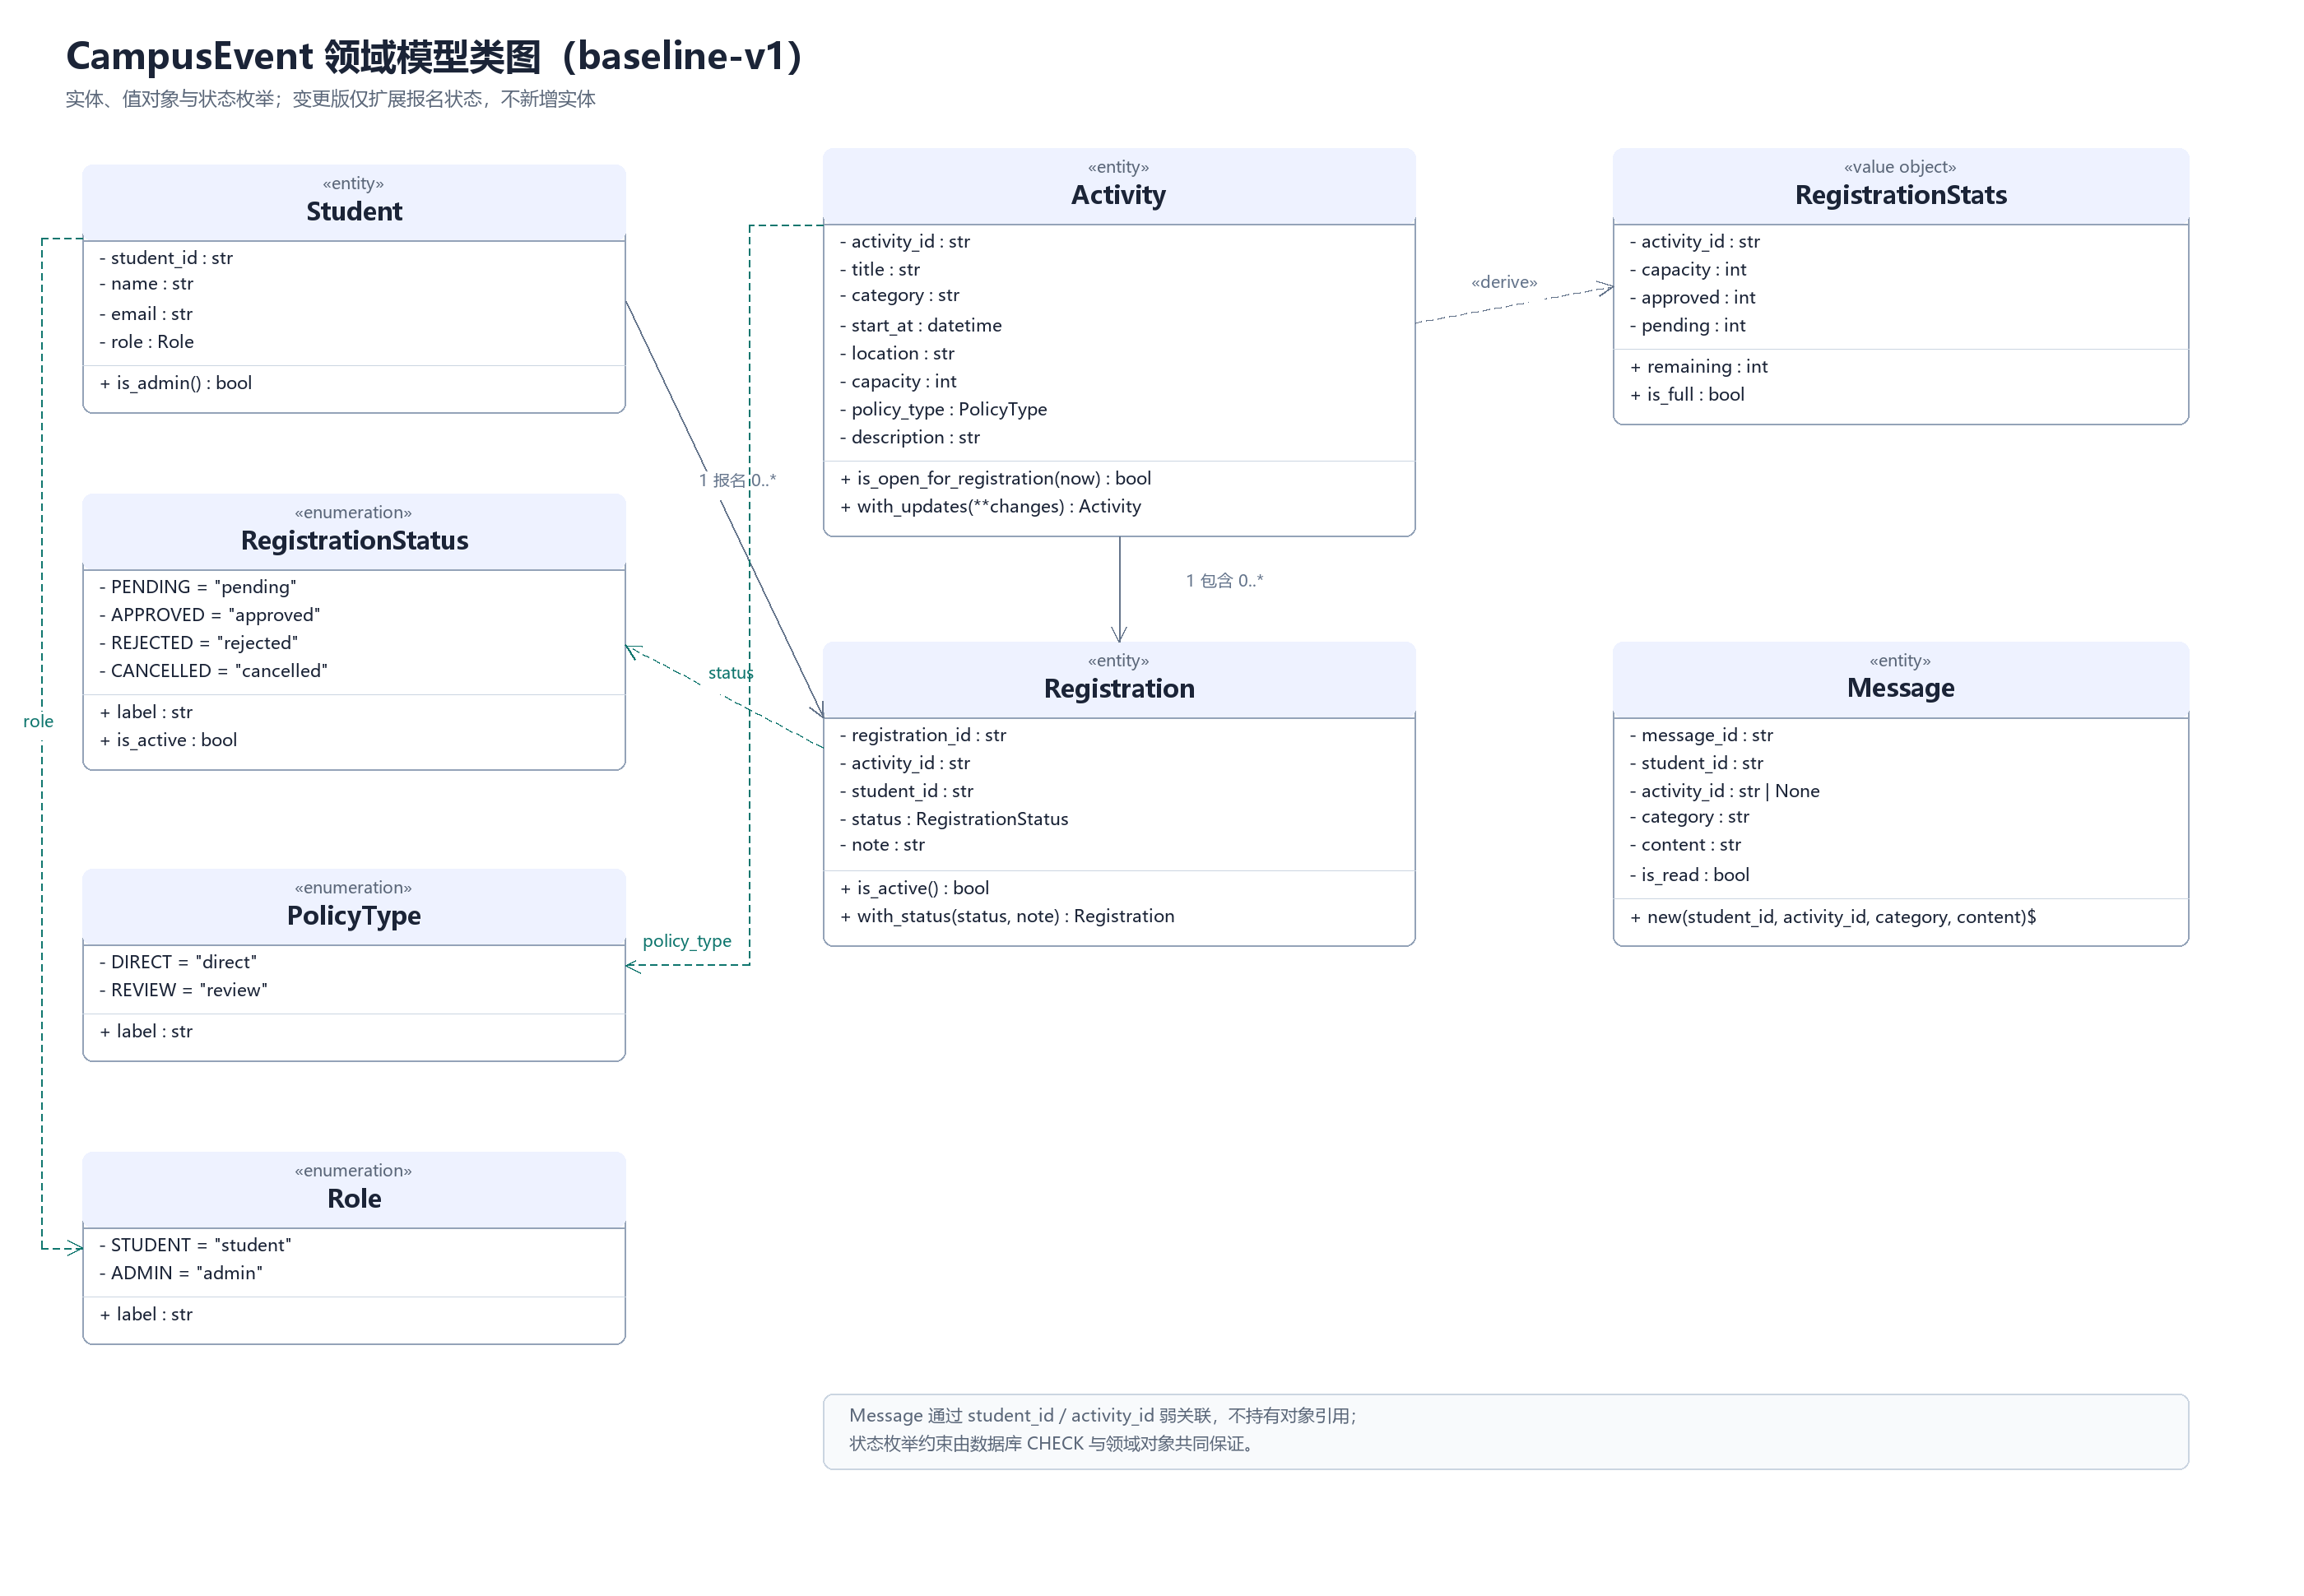 CampusEvent 领域模型类图（baseline-v1）
实体、值对象与状态枚举；变更版仅扩展报名状态，不新增实体
«entity»
Student
- student_id : str
- name : str
- email : str
- role : Role
+ is_admin() : bool
«entity»
Activity
- activity_id : str
- title : str
- category : str
- start_at : datetime
- location : str
- capacity : int
- policy_type : PolicyType
- description : str
+ is_open_for_registration(now) : bool
+ with_updates(**changes) : Activity
«derive»
«value object»
RegistrationStats
- activity_id : str
- capacity : int
- approved : int
- pending : int
+ remaining : int
+ is_full : bool
1 报名 0..*
1 包含 0..*
«enumeration»
RegistrationStatus
- PENDING = "pending"
- APPROVED = "approved"
- REJECTED = "rejected"
- CANCELLED = "cancelled"
+ label : str
+ is_active : bool
status
role
«entity»
Registration
- registration_id : str
- activity_id : str
- student_id : str
- status : RegistrationStatus
- note : str
+ is_active() : bool
+ with_status(status, note) : Registration
«entity»
Message
- message_id : str
- student_id : str
- activity_id : str | None
- category : str
- content : str
- is_read : bool
+ new(student_id, activity_id, category, content)$
«enumeration»
PolicyType
- DIRECT = "direct"
- REVIEW = "review"
+ label : str
policy_type
«enumeration»
Role
- STUDENT = "student"
- ADMIN = "admin"
+ label : str
Message 通过 student_id / activity_id 弱关联，不持有对象引用；
状态枚举约束由数据库 CHECK 与领域对象共同保证。